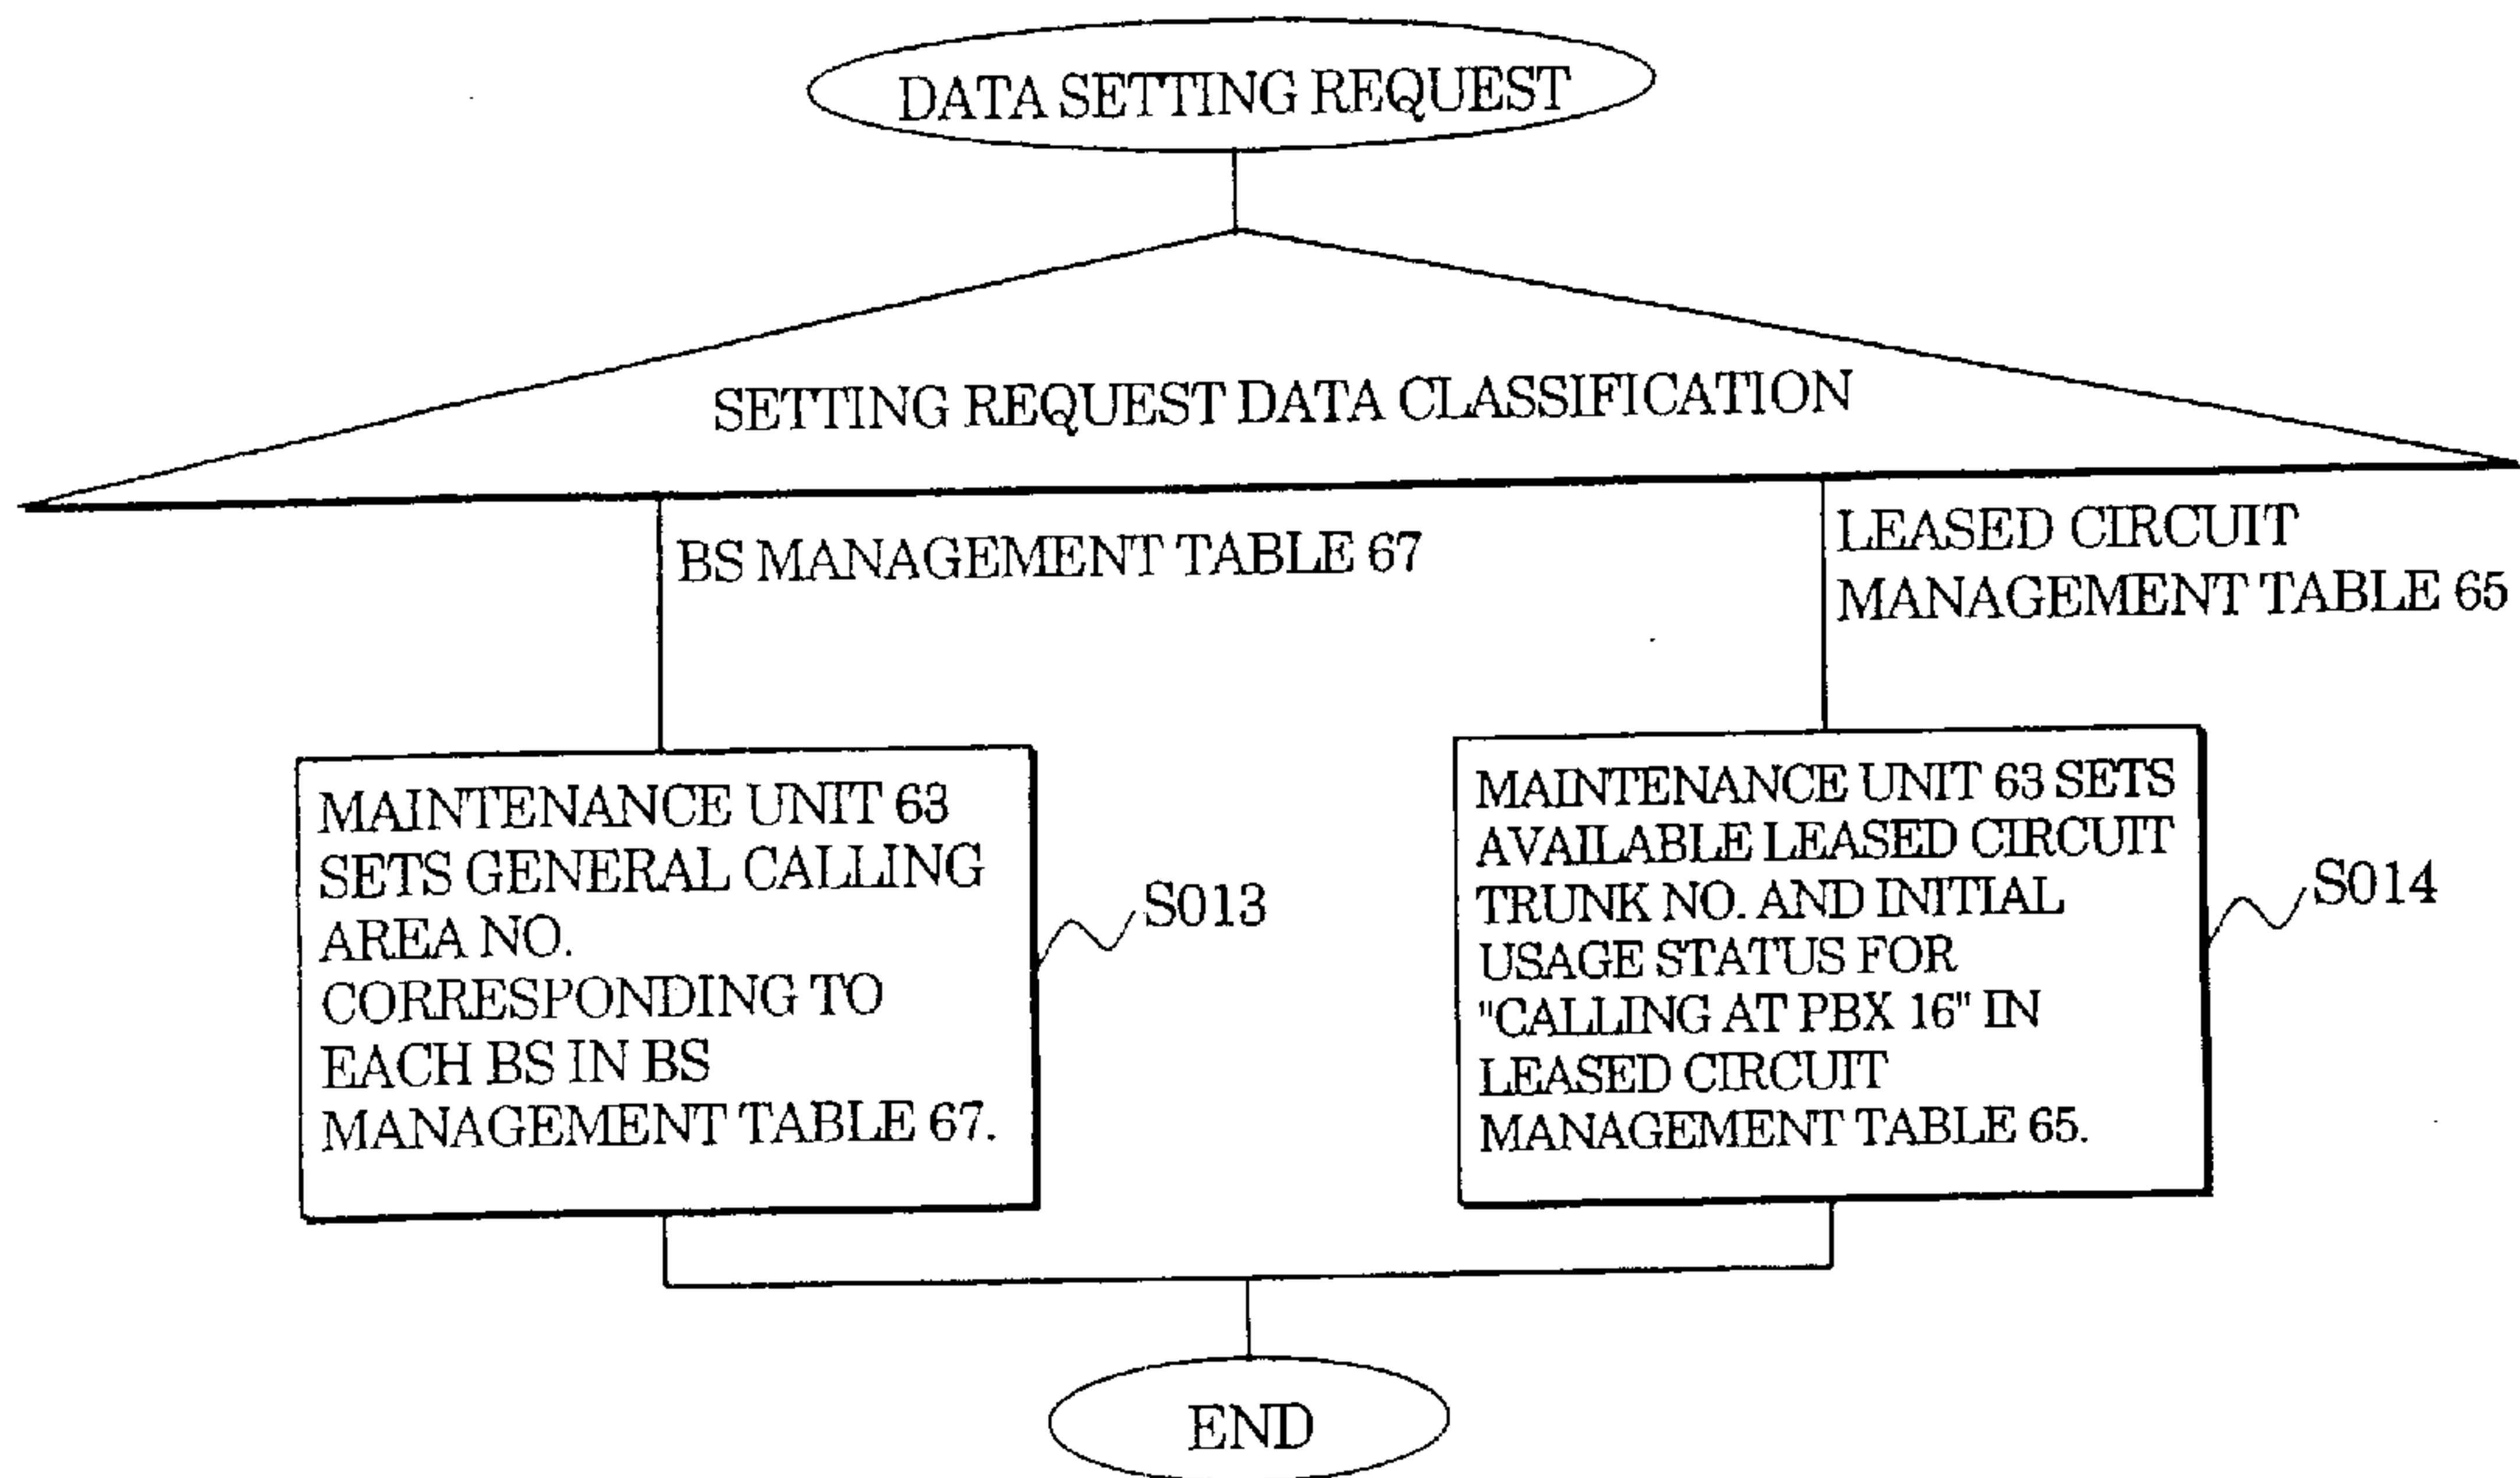 DATA SETTING REQUEST
SETTING REQUEST DATA CLASSIFICATION
BS MANAGEMENT TABLE 67
LEASED CIRCUIT
MANAGEMENT TABLE 65
MAINTENANCE UNIT 63
SETS GENERAL CALLING
AREA NO.
CORRESPONDING TO
EACH BS IN BS
MANAGEMENT TABLE 67.
S013
MAINTENANCE UNIT 63 SETS
AVAILABLE LEASED CIRCUIT
TRUNK NO. AND INITIAL
USAGE STATUS FOR
"CALLING AT PBX 16" IN
LEASED CIRCUIT
MANAGEMENT TABLE 65.
S014
END